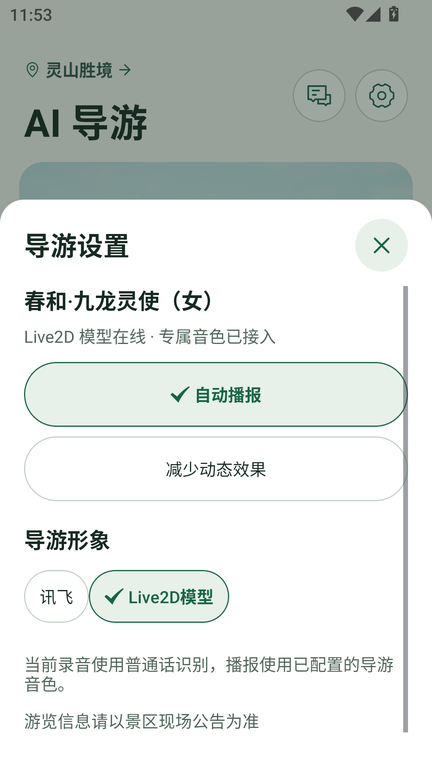 11:53
灵山胜境
AI 导游
导游设置
春和·九龙灵使（女）
Live2D 模型在线 · 专属音色已接入
自动播报
减少动态效果
导游形象
讯飞 Live2D模型
当前录音使用普通话识别，播报使用已配置的导游
音色。
游览信息请以景区现场公告为准